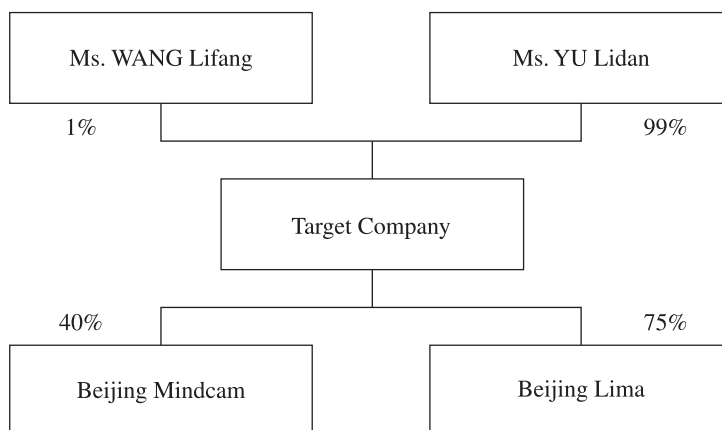 Ms. WANG Lifang
Ms. YU Lidan
1%
99%
Target Company
40%
75%
Beijing Mindcam
Beijing Lima